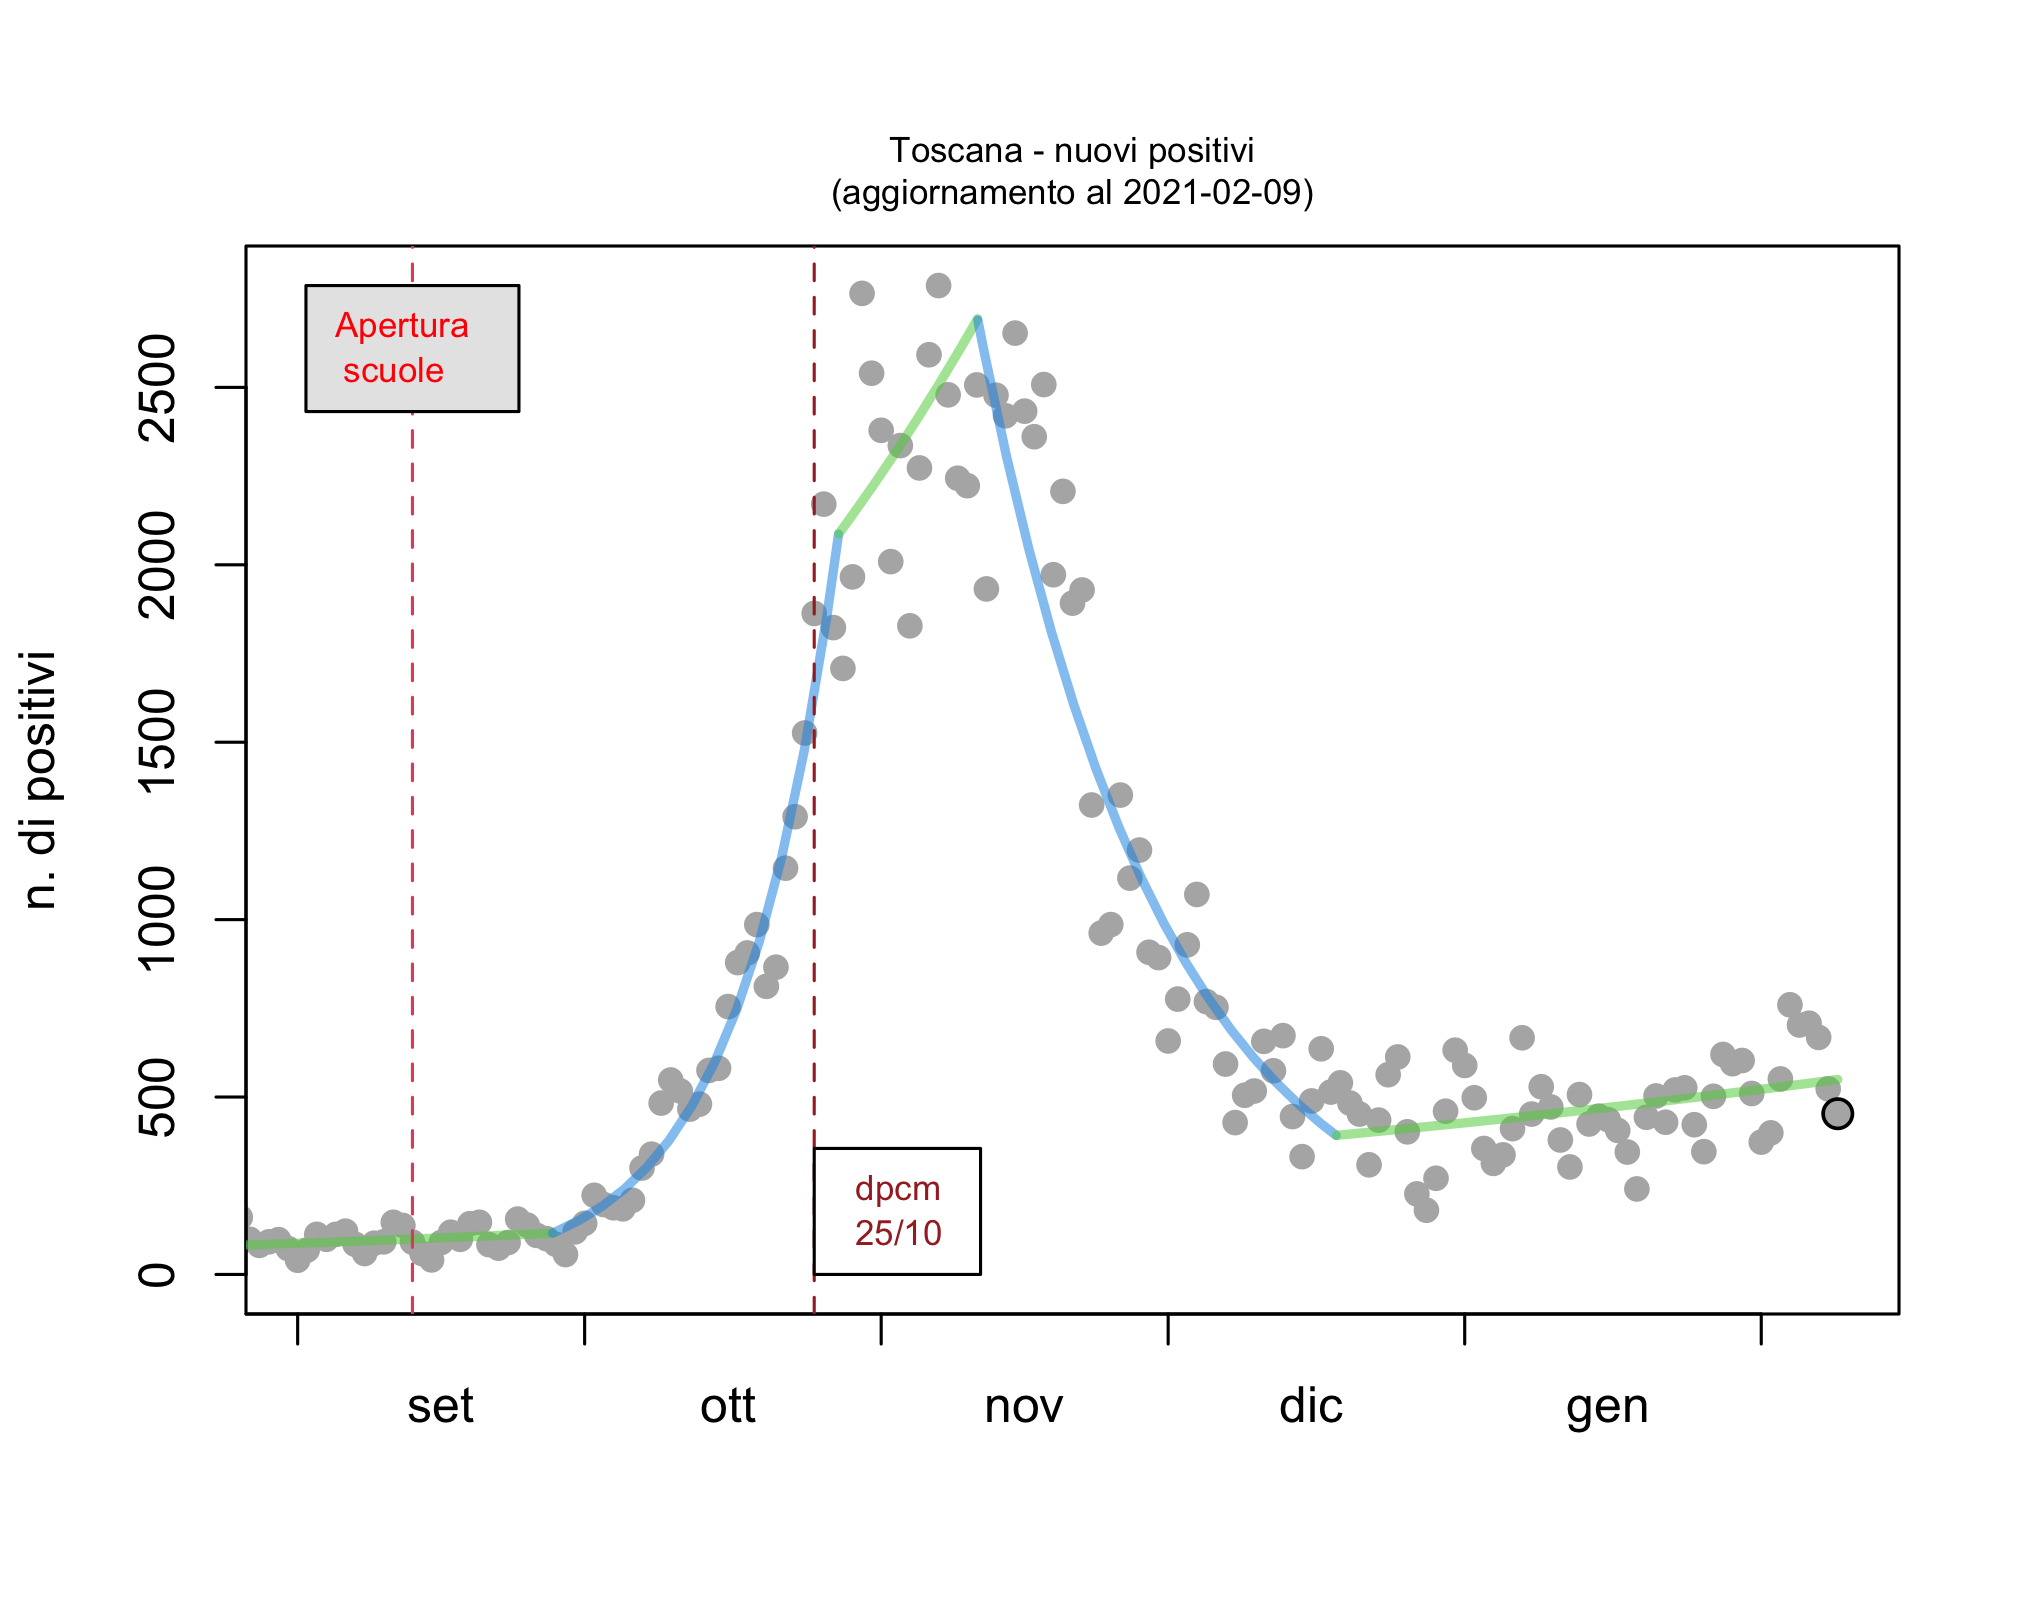 Toscana - nuovi positivi
(aggiornamento al 2021-02-09)
Apertura
scuole
n. di positivi
2500
2000
1500
1000
500
0
dpcm
25/10
set ott nov dic gen